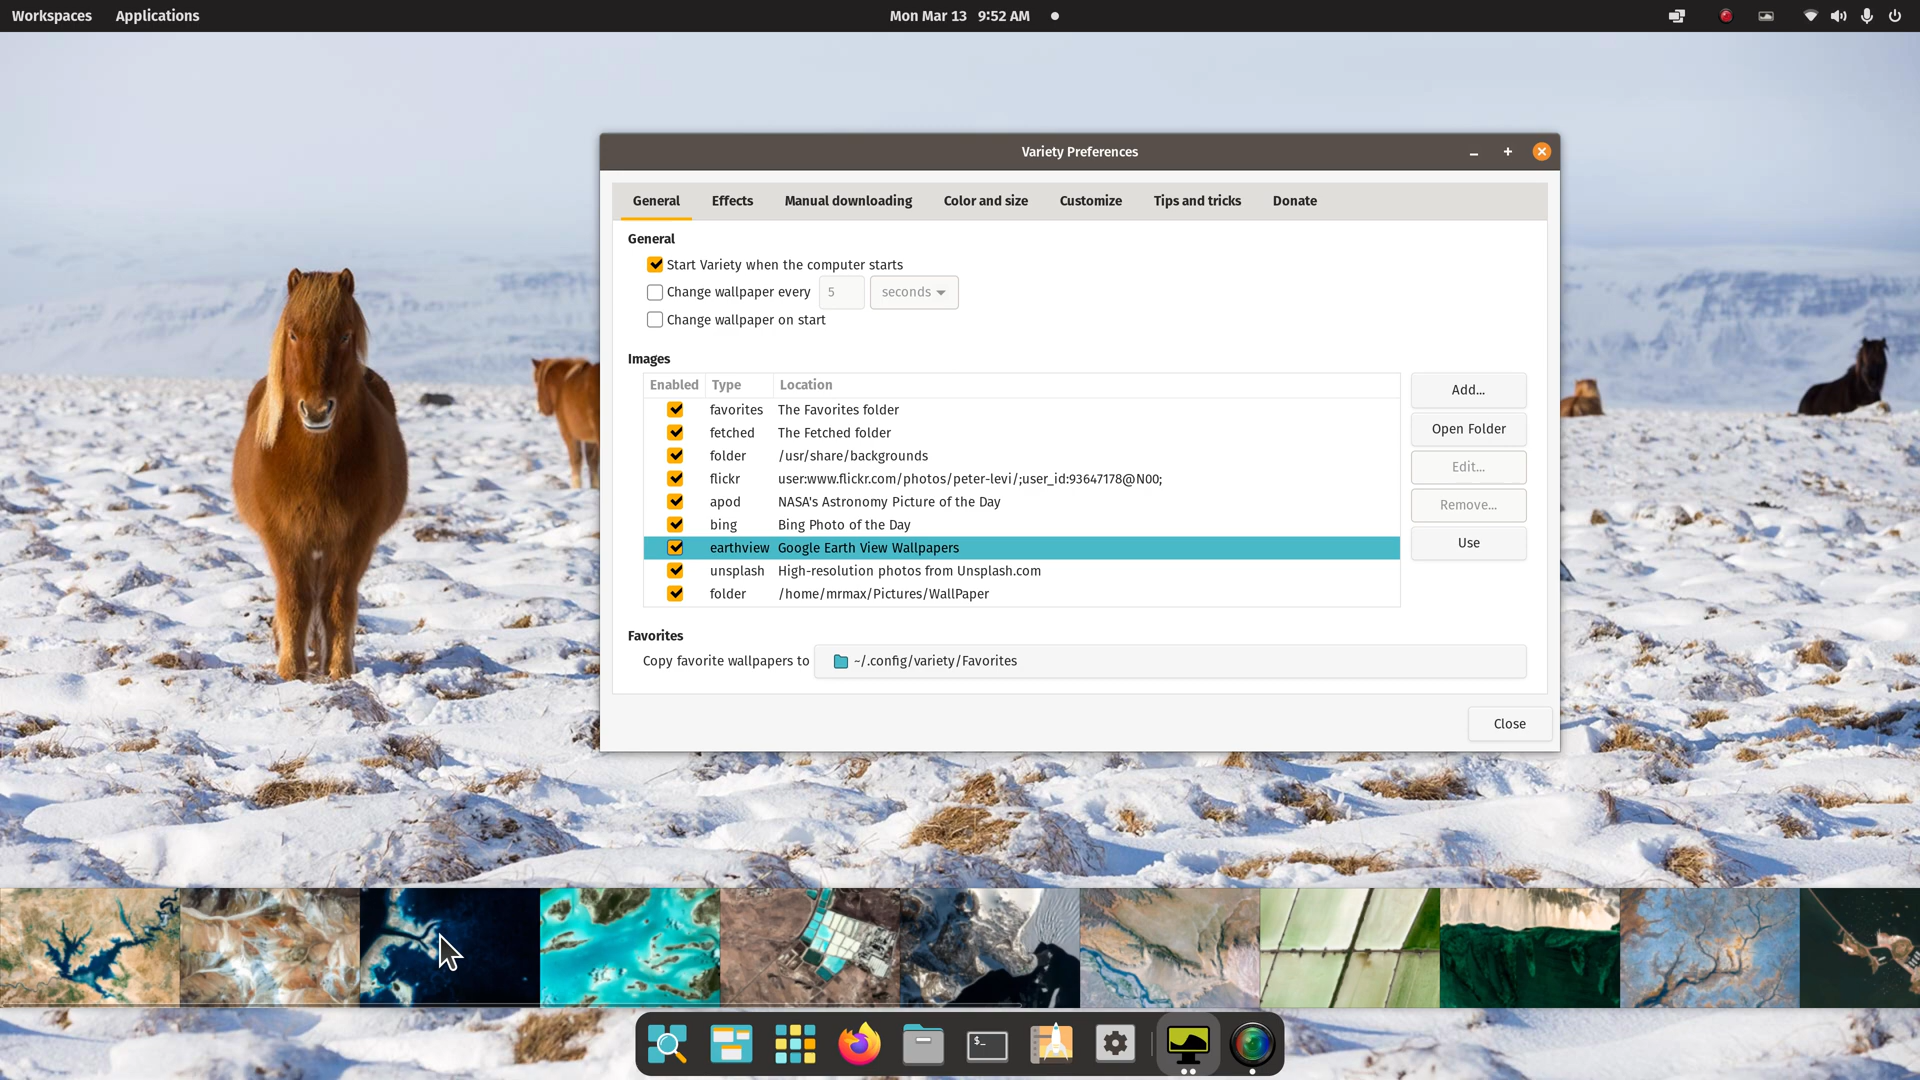 Workspaces Applications Mon Mar 13 9:52 AM
Variety Preferences
General Effects Manual downloading Color and size Customize Tips and tricks Donate
General
Start Variety when the computer starts
Change wallpaper every 5 seconds
Change wallpaper on start
Images
Enabled Type Location
favorites The Favorites folder
fetched The Fetched folder
folder /usr/share/backgrounds
flickr user:www.flickr.com/photos/peter-levi/;user_id:93647178@N00;
apod NASA's Astronomy Picture of the Day
bing Bing Photo of the Day
earthview Google Earth View Wallpapers
unsplash High-resolution photos from Unsplash.com
folder /home/mrmax/Pictures/WallPaper
Add...
Open Folder
Edit...
Remove...
Use
Favorites
Copy favorite wallpapers to ~/.config/variety/Favorites
Close
$_